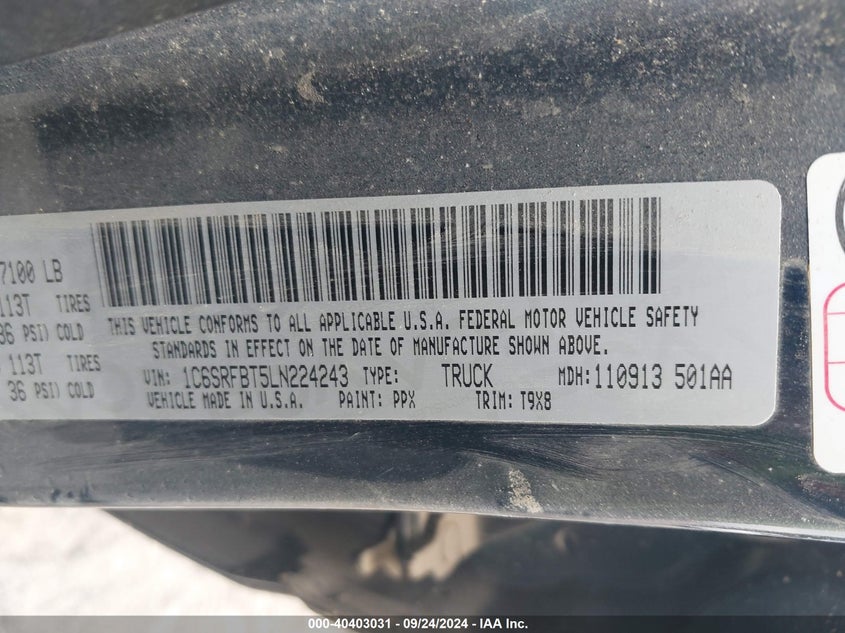 7100 LB
113T TIRES
36 PSI) COLD
113T TIRES
36 PSI) COLD
THIS VEHICLE CONFORMS TO ALL APPLICABLE U.S.A. FEDERAL MOTOR VEHICLE SAFETY
STANDARDS IN EFFECT ON THE DATE OF MANUFACTURE SHOWN ABOVE.
VIN: 1C6SRFBT5LN224243 TYPE: TRUCK MDH: 110913 501AA
VEHICLE MADE IN U.S.A. PAINT: PPX TRIM: T9X8
000-40403031 - 09/24/2024 - IAA Inc.